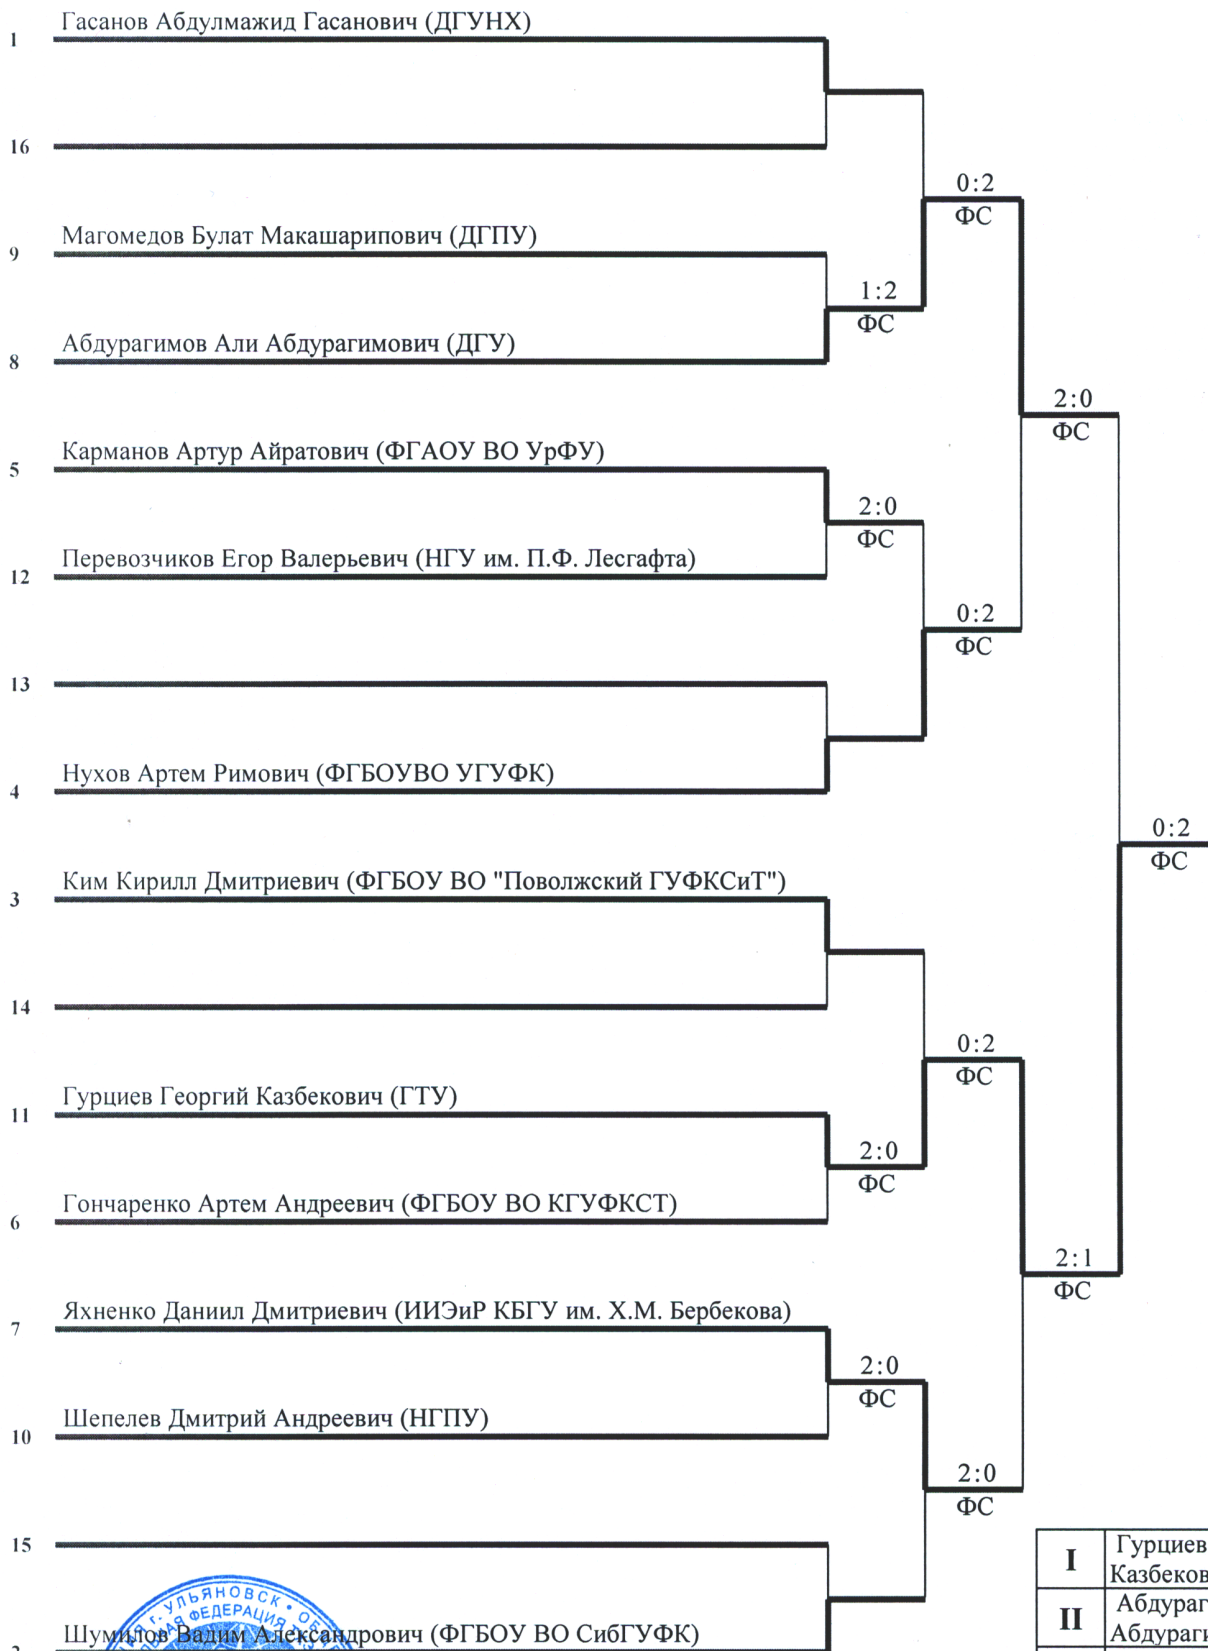 Гасанов Абдулмажид Гасанович (ДГУНХ)
1
16
0:2
ФС
Магомедов Булат Макашарипович (ДГПУ)
9
1:2
ФС
Абдурагимов Али Абдурагимович (ДГУ)
8
2:0
ФС
Карманов Артур Айратович (ФГАОУ ВО УрФУ)
5
2:0
ФС
Перевозчиков Егор Валерьевич (НГУ им. П.Ф. Лесгафта)
12
0:2
ФС
13
Нухов Артем Римович (ФГБОУВО УГУФК)
4
0:2
ФС
Ким Кирилл Дмитриевич (ФГБОУ ВО "Поволжский ГУФКСиТ")
3
14
0:2
ФС
Гурциев Георгий Казбекович (ГТУ)
11
2:0
ФС
Гончаренко Артем Андреевич (ФГБОУ ВО КГУФКСТ)
6
2:1
ФС
Яхненко Даниил Дмитриевич (ИИЭиР КБГУ им. Х.М. Бербекова)
7
2:0
ФС
Шепелев Дмитрий Андреевич (НГПУ)
10
2:0
ФС
15
I
Гурциев
Казбеков
II
Абдураг
Абдураги
Г. УЛЬЯНОВСК
ФЕДЕРАЦИЯ
Шумилов Вадим Александрович (ФГБОУ ВО СибГУФК)